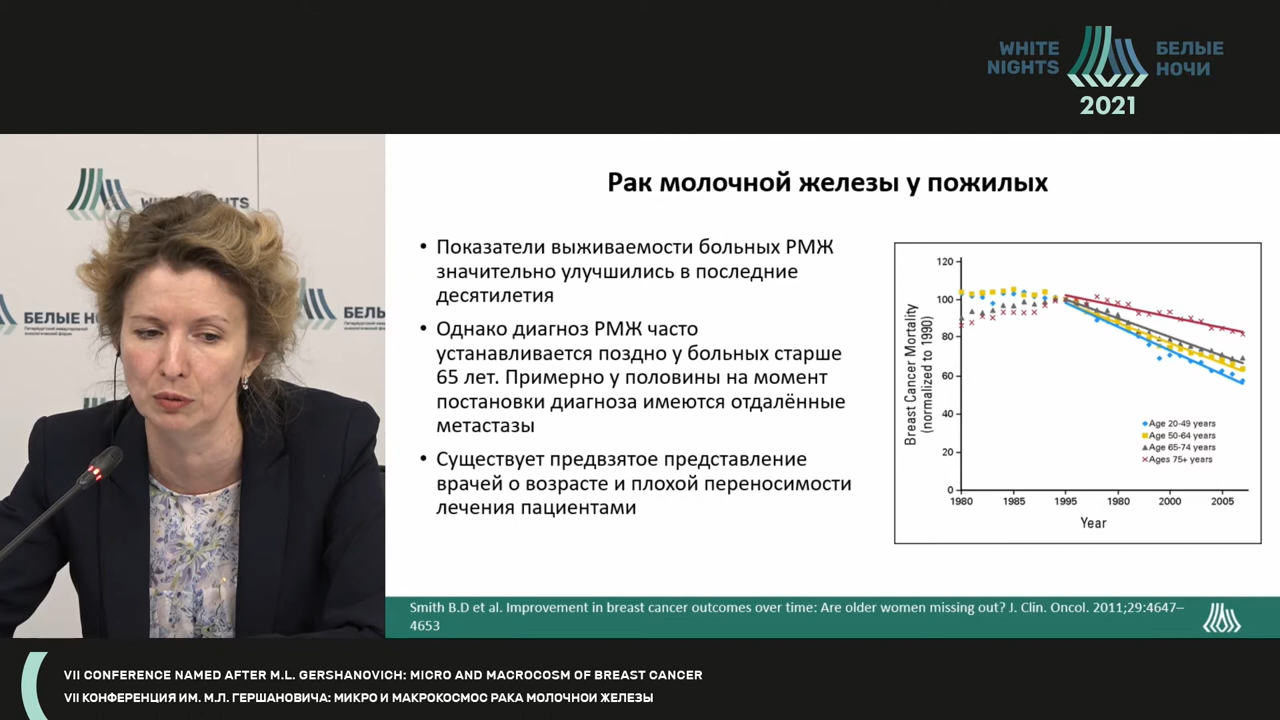 WHITE
NIGHTS
БЕЛЫЕ
НОЧИ
2021
NIGHTS
БЕЛЫЕ НО
БЕЛЫ
Рак молочной железы у пожилых
• Показатели выживаемости больных РМЖ
значительно улучшились в последние
десятилетия
• Однако диагноз РМЖ часто
устанавливается поздно у больных старше
65 лет. Примерно у половины на момент
постановки диагноза имеются отдалённые
метастазы
• Существует предвзятое представление
врачей о возрасте и плохой переносимости
лечения пациентами
Breast Cancer Mortality
(normalized to 1990)
120
100
80
60
40
20
0
1980 1985 1995 1980 2000 2005
Year
Age 20-49 years
Age 50-64 years
Age 65-74 years
Ages 75+ years
Smith B.D et al. Improvement in breast cancer outcomes over time: Are older women missing out? J. Clin. Oncol. 2011;29:4647–
4653
VII CONFERENCE NAMED AFTER M.L. GERSHANOVICH: MICRO AND MACROCOSM OF BREAST CANCER
VII КОНФЕРЕНЦИЯ ИМ. М.Л. ГЕРШАНОВИЧА: МИКРО И МАКРОКОСМОС РАКА МОЛОЧНОЙ ЖЕЛЕЗЫ